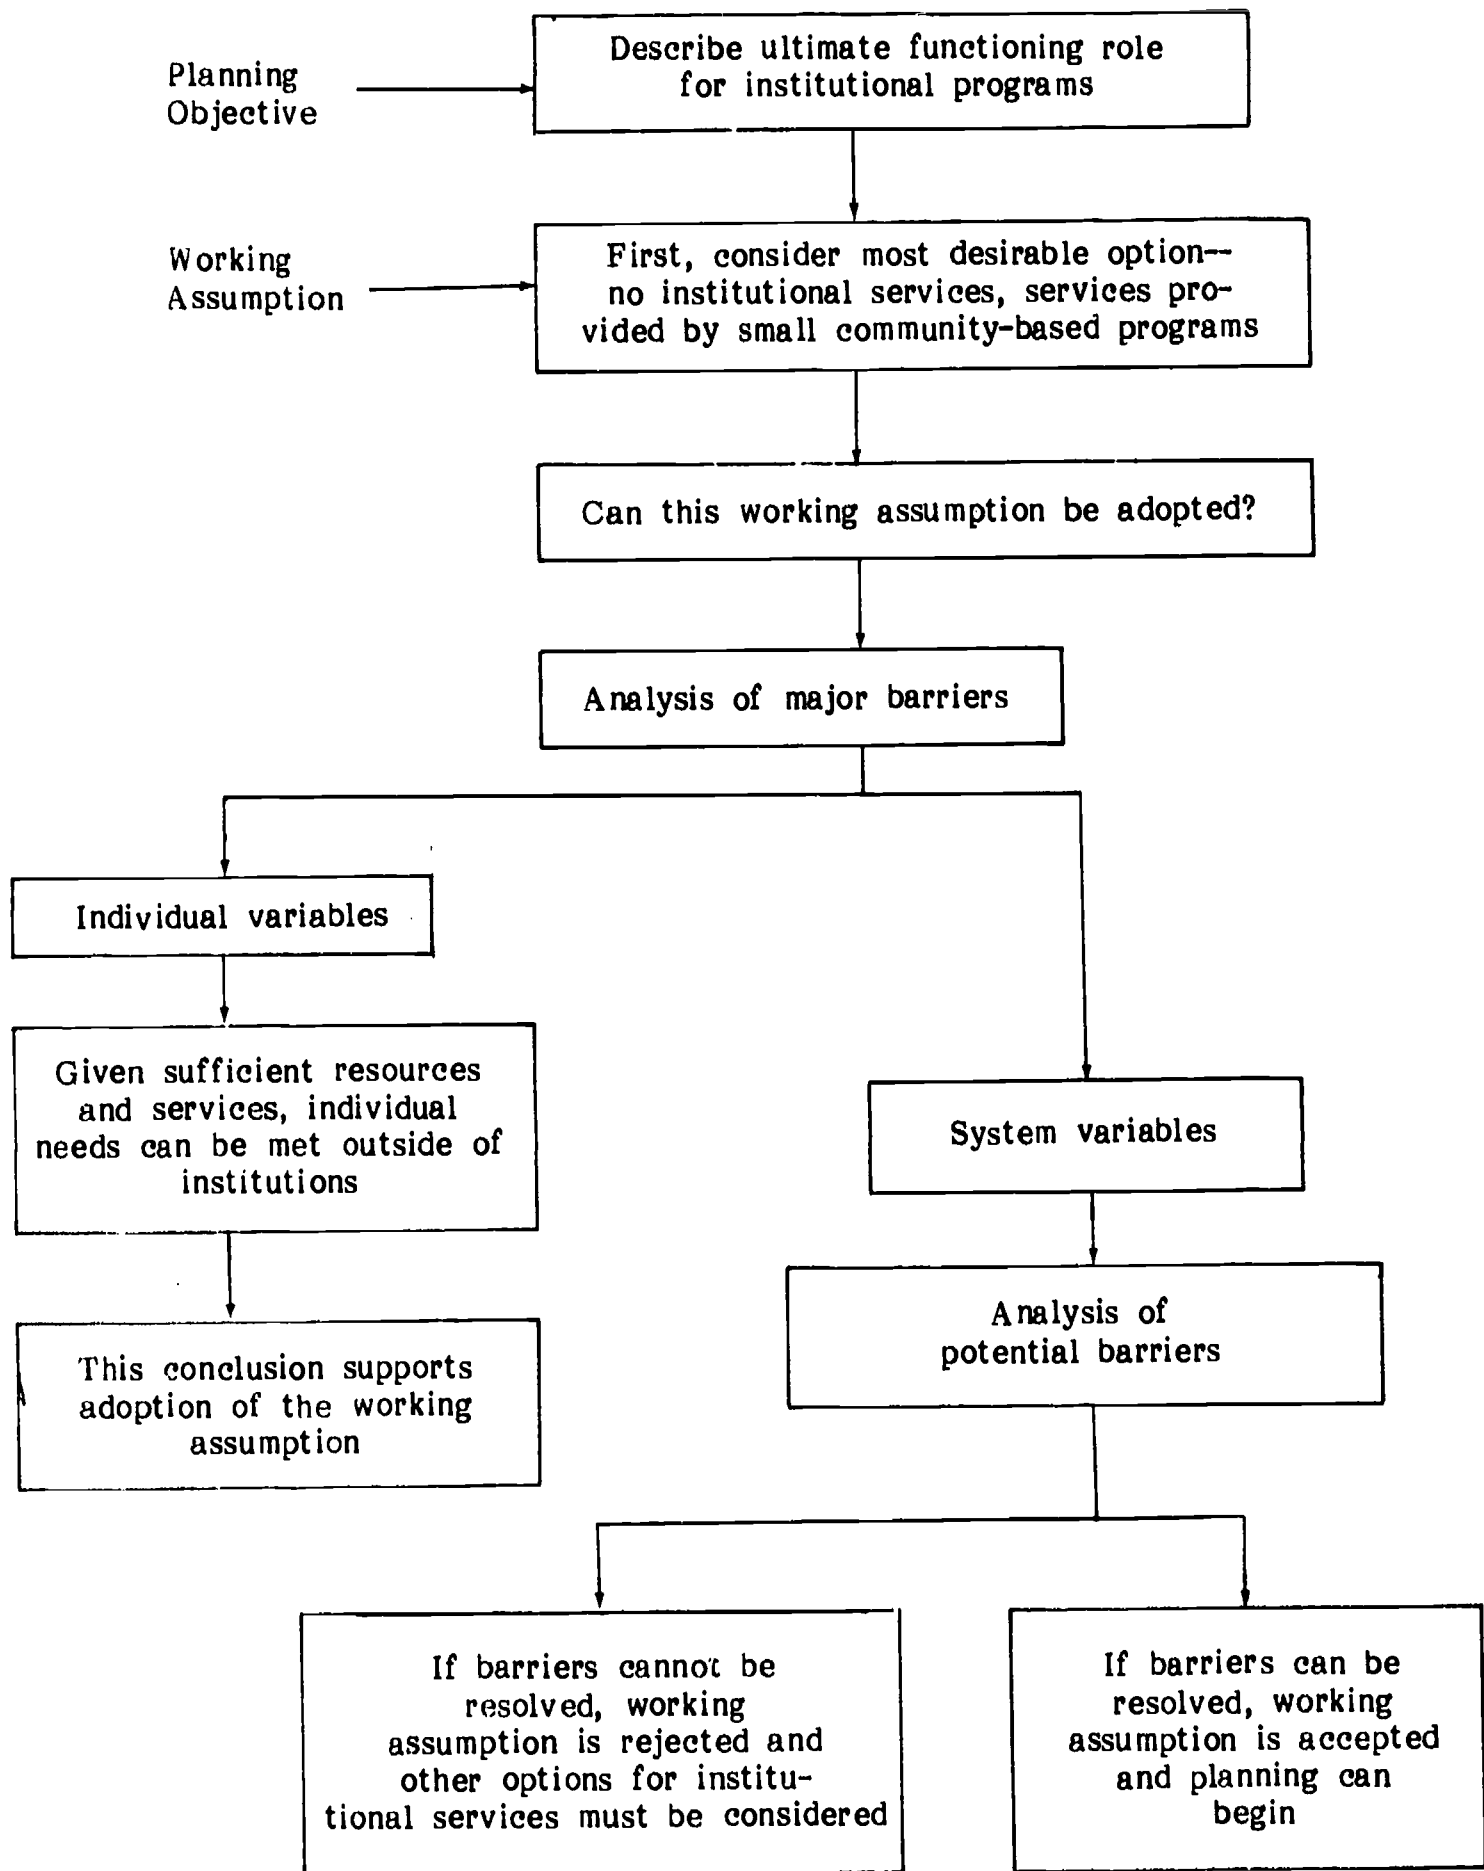 Planning
Objective
Describe ultimate functioning role
for institutional programs
Working
Assumption
First, consider most desirable option--
no institutional services, services pro-
vided by small community-based programs
Can this working assumption be adopted?
Analysis of major barriers
Individual variables
Given sufficient resources
and services, individual
needs can be met outside of
institutions
System variables
Analysis of
potential barriers
This conclusion supports
adoption of the working
assumption
If barriers cannot be
resolved, working
assumption is rejected and
other options for institu-
tional services must be considered
If barriers can be
resolved, working
assumption is accepted
and planning can
begin